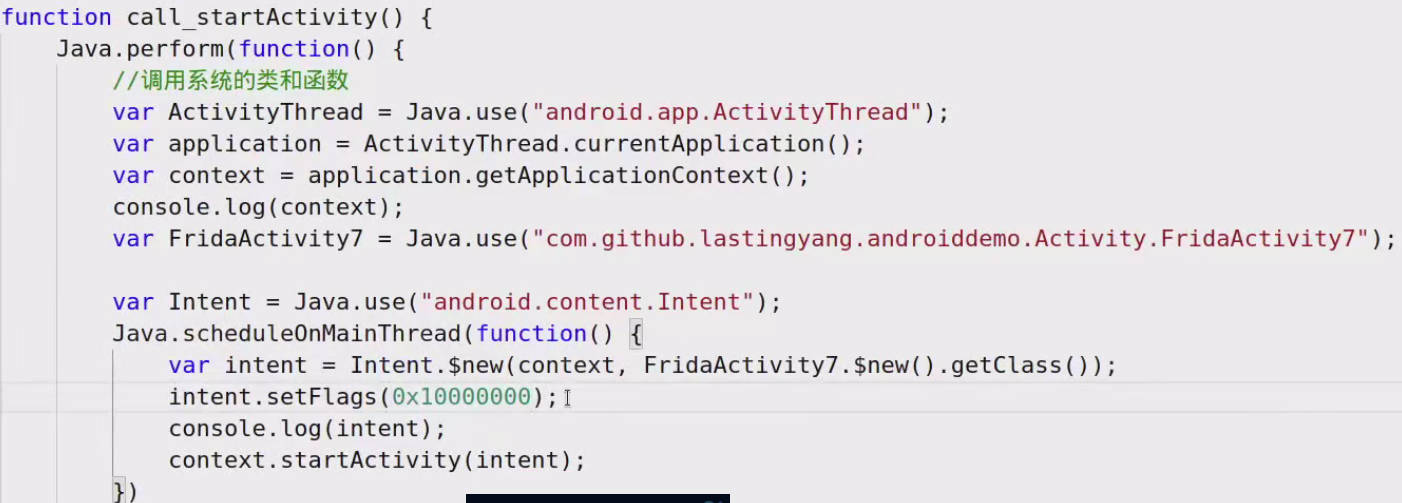 function call_startActivity() {
    Java.perform(function() {
        //调用系统的类和函数
        var ActivityThread = Java.use("android.app.ActivityThread");
        var application = ActivityThread.currentApplication();
        var context = application.getApplicationContext();
        console.log(context);
        var FridaActivity7 = Java.use("com.github.lastingyang.androiddemo.Activity.FridaActivity7");
        var Intent = Java.use("android.content.Intent");
        Java.scheduleOnMainThread(function() {
            var intent = Intent.$new(context, FridaActivity7.$new().getClass());
            intent.setFlags(0x10000000);
            console.log(intent);
            context.startActivity(intent);
        })